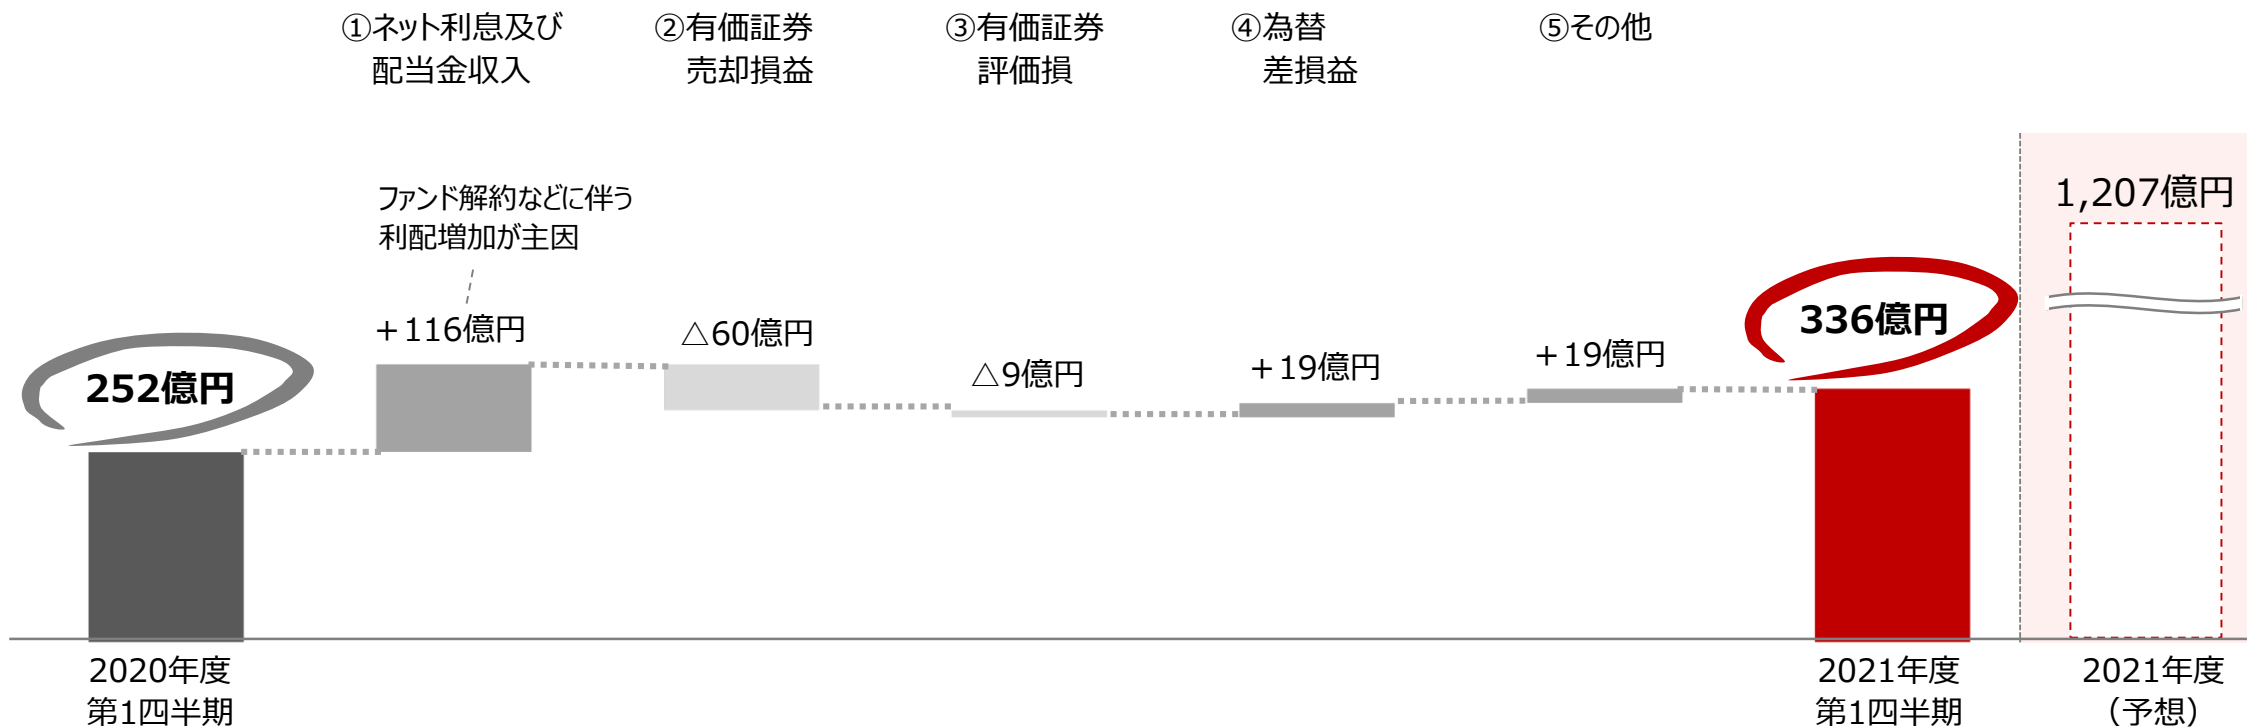 ①ネット利息及び
配当金収入
②有価証券
売却損益
③有価証券
評価損
④為替
差損益
⑤その他
ファンド解約などに伴う
利配増加が主因
252億円
＋116億円
△60億円
△9億円
＋19億円
＋19億円
336億円
1,207億円
2020年度
第1四半期
2021年度
第1四半期
2021年度
（予想）